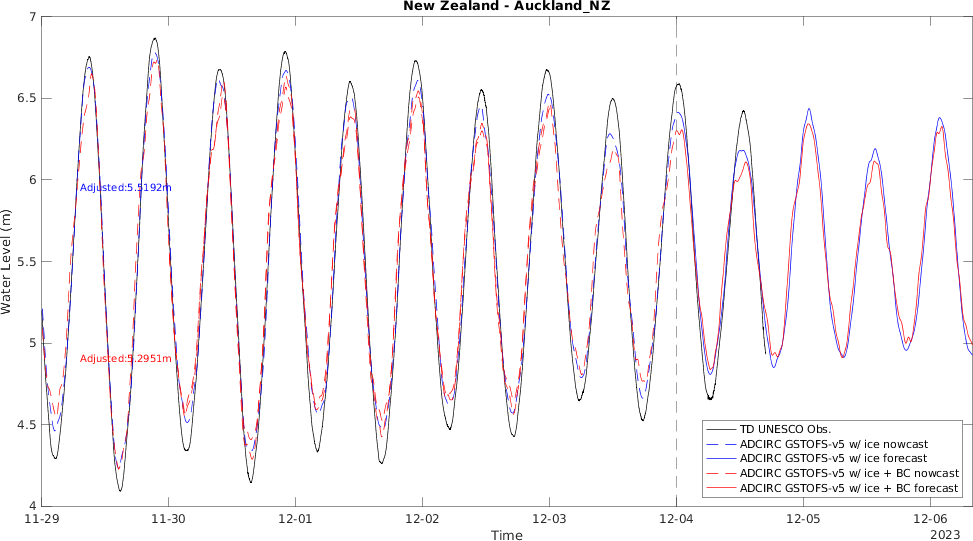 New Zealand - Auckland_NZ
Water Level (m)
7
6.5
6
5.5
5
4.5
4
Adjusted:5.5192m
Adjusted:5.2951m
TD UNESCO Obs.
ADCIRC GSTOFS-v5 w/ ice nowcast
ADCIRC GSTOFS-v5 w/ ice forecast
ADCIRC GSTOFS-v5 w/ ice + BC nowcast
ADCIRC GSTOFS-v5 w/ ice + BC forecast
11-29 11-30 12-01 12-02 12-03 12-04 12-05 12-06
Time
2023